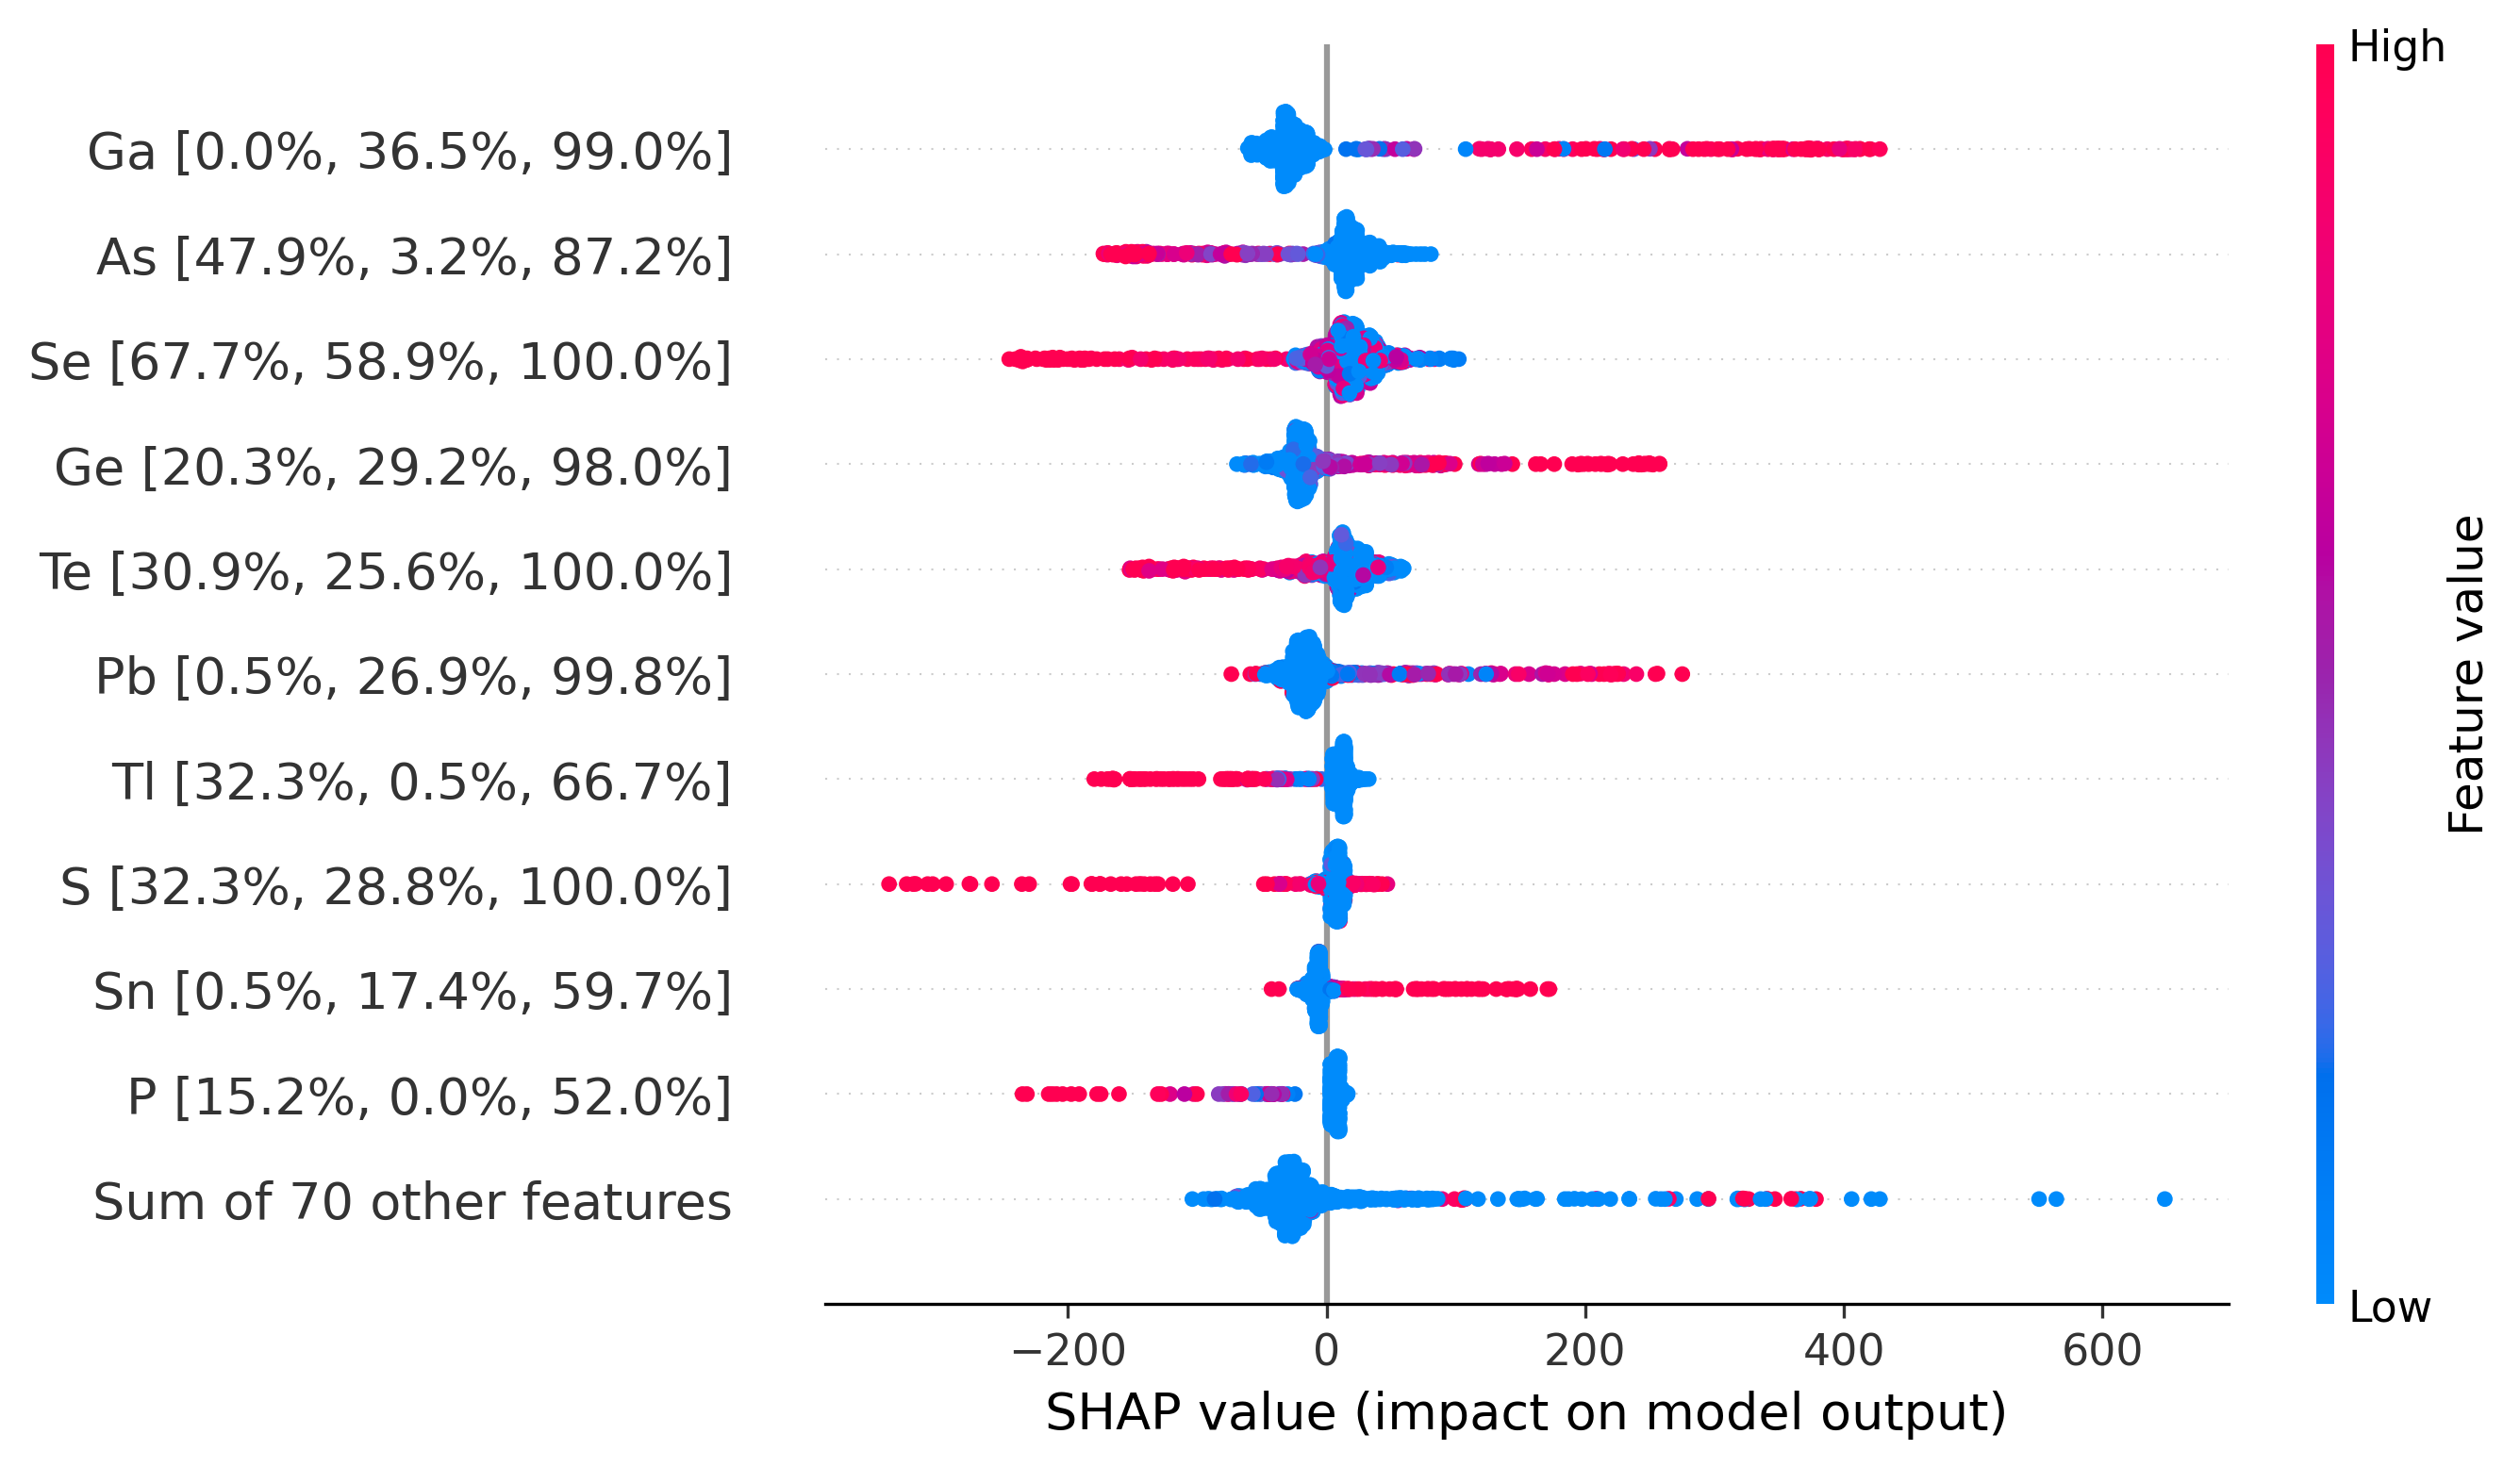 High
Ga [0.0%, 36.5%, 99.0%]
As [47.9%, 3.2%, 87.2%]
Se [67.7%, 58.9%, 100.0%]
Ge [20.3%, 29.2%, 98.0%]
Te [30.9%, 25.6%, 100.0%]
Pb [0.5%, 26.9%, 99.8%]
Tl [32.3%, 0.5%, 66.7%]
S [32.3%, 28.8%, 100.0%]
Sn [0.5%, 17.4%, 59.7%]
P [15.2%, 0.0%, 52.0%]
Sum of 70 other features
Feature value
Low
−200 0 200 400 600
SHAP value (impact on model output)